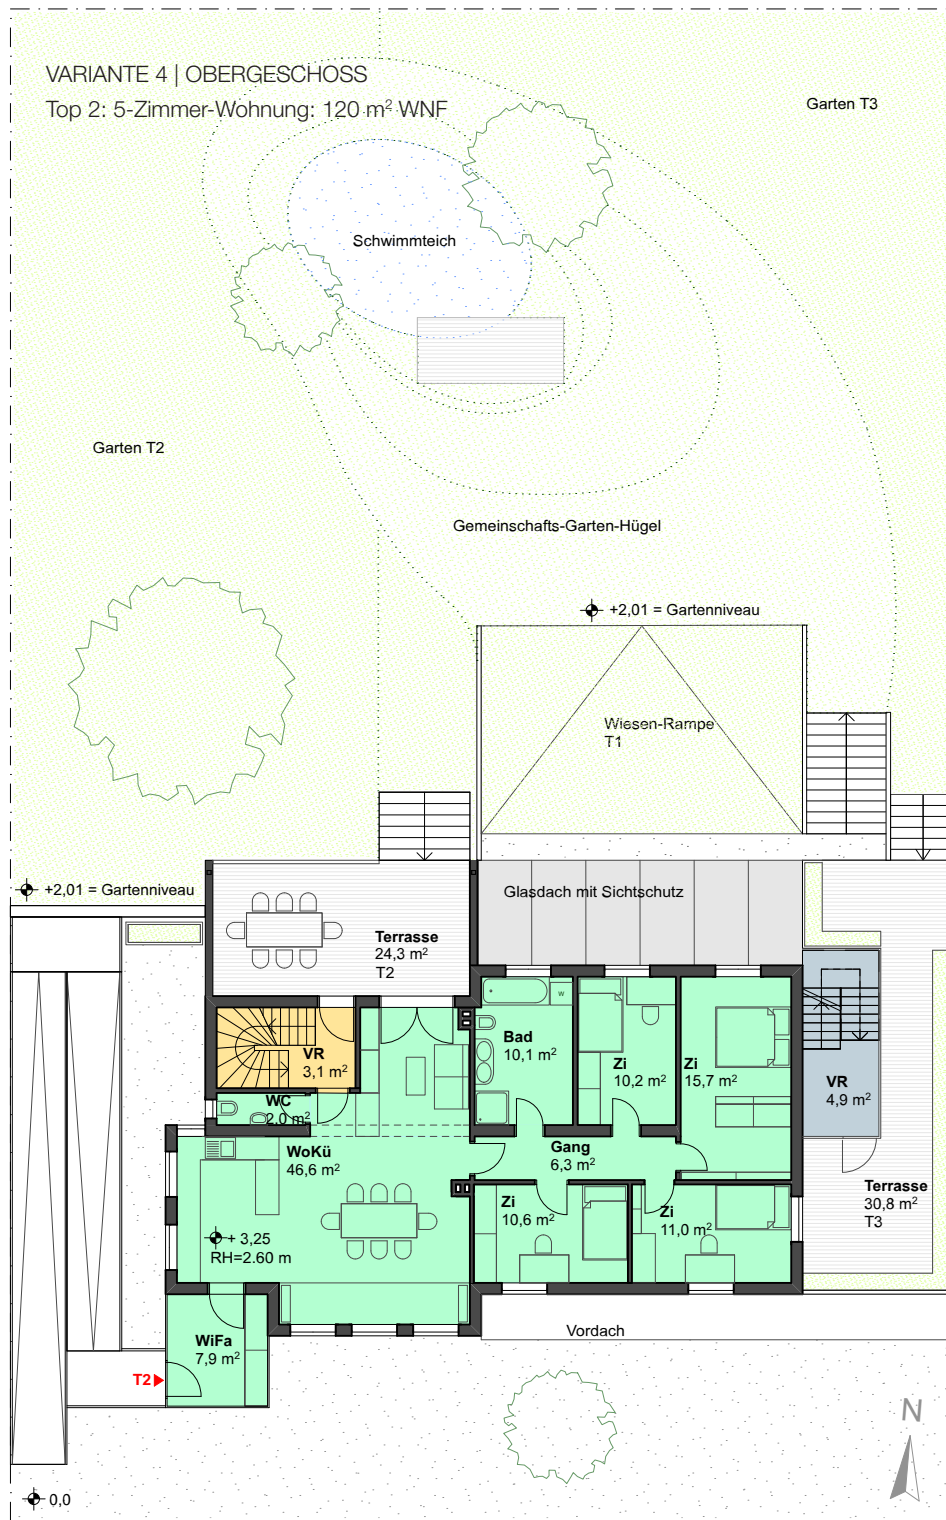 VARIANTE 4 | OBERGESCHOSS
Top 2: 5-Zimmer-Wohnung: 120 m² WNF
Garten T3
Schwimmteich
Garten T2
Gemeinschafts-Garten-Hügel
+2,01 = Gartenniveau
Wiesen-Rampe
T1
+2,01 = Gartenniveau
Glasdach mit Sichtschutz
Terrasse
24,3 m²
T2
VR
3,1 m²
Bad
10,1 m²
W
Zi
10,2 m²
Zi
15,7 m²
VR
4,9 m²
WC
2,0 m²
WoKü
46,6 m²
Gang
6,3 m²
Terrasse
30,8 m²
T3
Zi
10,6 m²
Zi
11,0 m²
+ 3,25
RH=2.60 m
Vordach
WiFa
7,9 m²
T2
N
0,0